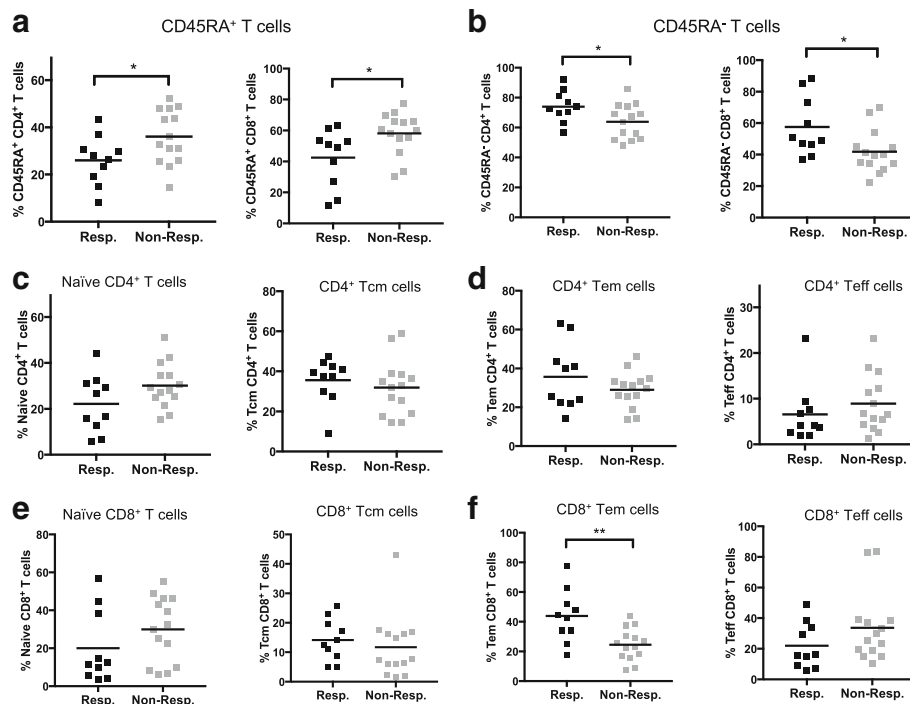 a
CD45RA⁺ T cells
% CD45RA⁺ CD4⁺ T cells
60
40
20
0
*
Resp.
Non-Resp.
% CD45RA⁺ CD8⁺ T cells
100
80
60
40
20
0
*
Resp.
Non-Resp.
b
CD45RA⁻ T cells
% CD45RA⁻ CD4⁺ T cells
100
80
60
40
20
0
*
Resp.
Non-Resp.
% CD45RA⁻ CD8⁺ T cells
100
80
60
40
20
0
*
Resp.
Non-Resp.
c
Naïve CD4⁺ T cells
% Naive CD4⁺ T cells
60
40
20
0
Resp.
Non-Resp.
CD4⁺ Tcm cells
% Tcm CD4⁺ T cells
80
60
40
20
0
Resp.
Non-Resp.
d
CD4⁺ Tem cells
% Tem CD4⁺ T cells
80
60
40
20
0
Resp.
Non-Resp.
CD4⁺ Teff cells
% Teff CD4⁺ T cells
30
20
10
0
Resp.
Non-Resp.
e
Naïve CD8⁺ T cells
% Naive CD8⁺ T cells
80
60
40
20
0
Resp.
Non-Resp.
CD8⁺ Tcm cells
% Tcm CD8⁺ T cells
50
40
30
20
10
0
Resp.
Non-Resp.
f
CD8⁺ Tem cells
% Tem CD8⁺ T cells
100
80
60
40
20
0
**
Resp.
Non-Resp.
CD8⁺ Teff cells
% Teff CD8⁺ T cells
100
80
60
40
20
0
Resp.
Non-Resp.